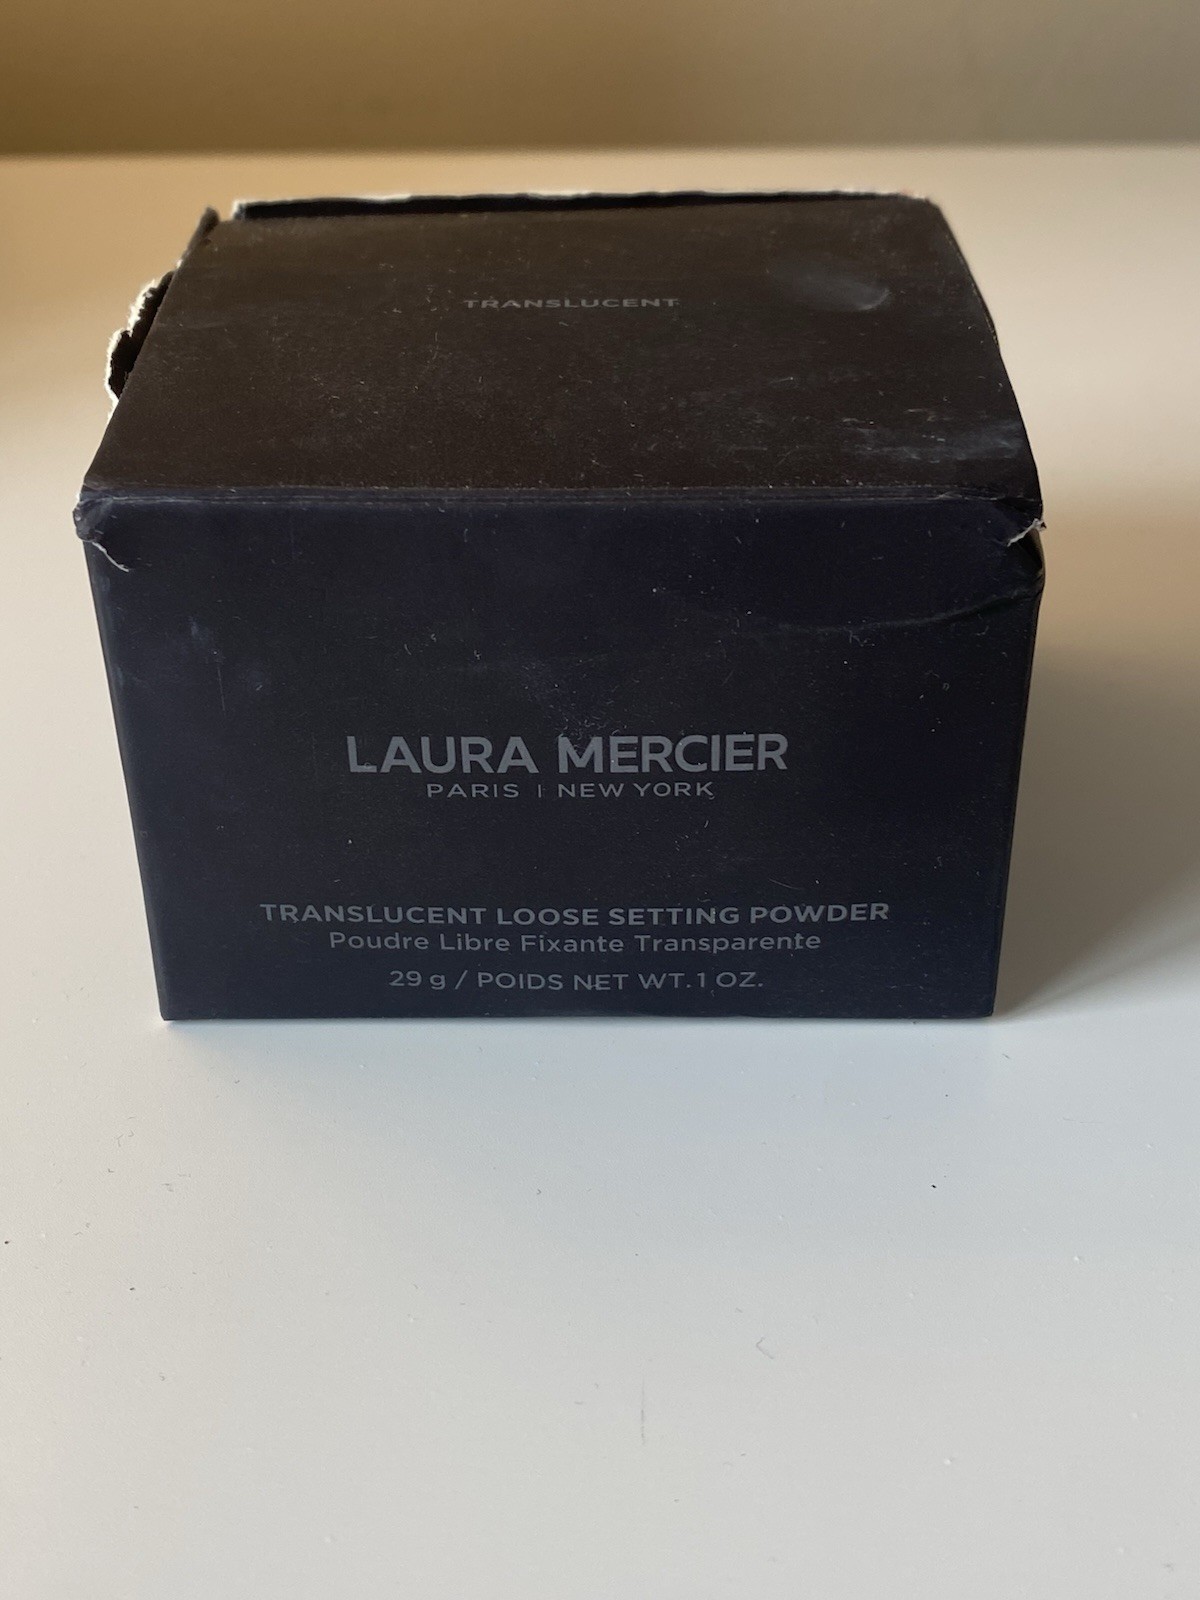 TRANSLUCENT
LAURA MERCIER
PARIS | NEW YORK
TRANSLUCENT LOOSE SETTING POWDER
Poudre Libre Fixante Transparente
29 g / POIDS NET WT. 1 OZ.